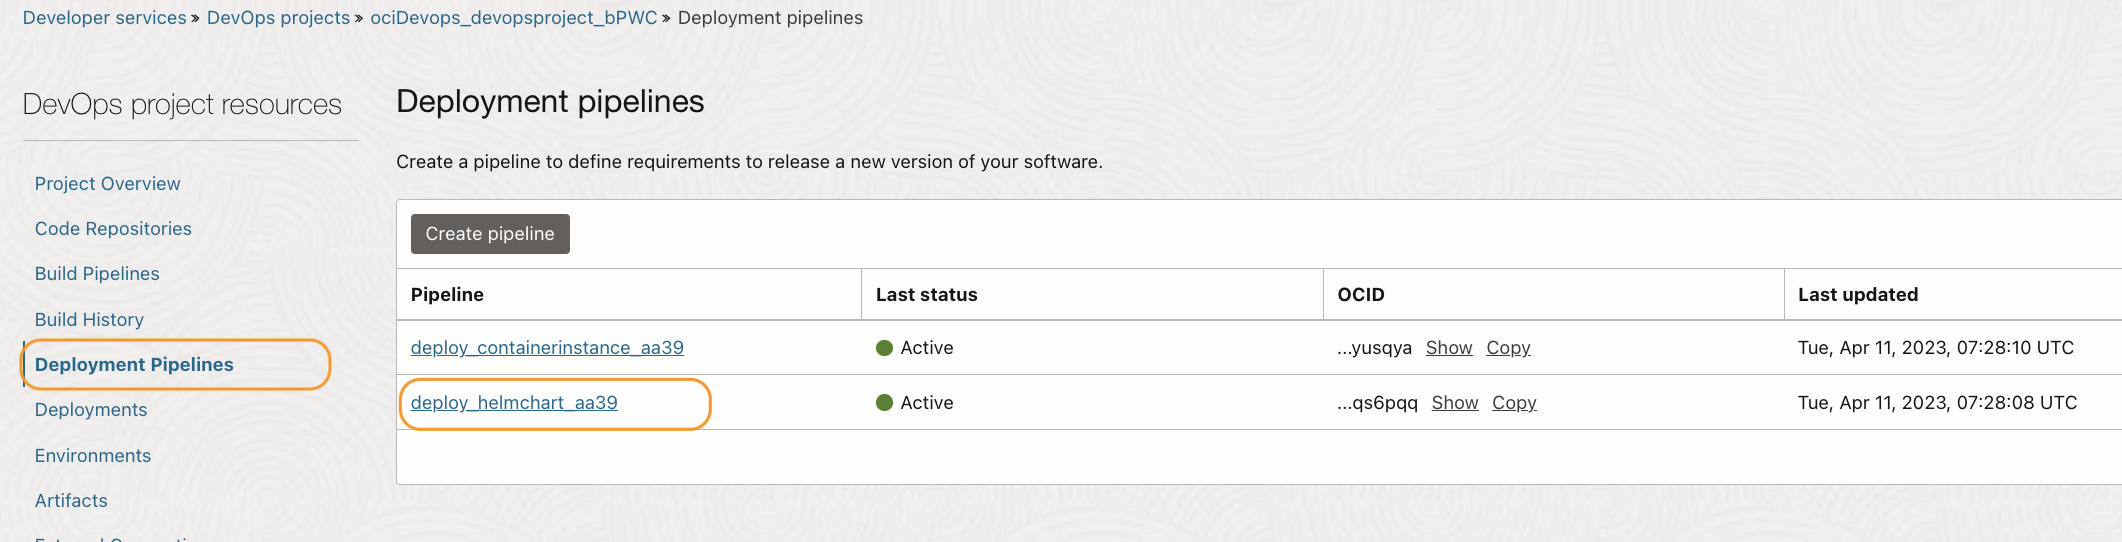 Developer services » DevOps projects » ociDevops_devopsproject_bPWC » Deployment pipelines
DevOps project resources
Project Overview
Code Repositories
Build Pipelines
Build History
Deployment Pipelines
Deployments
Environments
Artifacts
Deployment pipelines
Create a pipeline to define requirements to release a new version of your software.
Create pipeline
Pipeline Last status OCID Last updated
deploy_containerinstance_aa39 Active ...yusqya Show Copy Tue, Apr 11, 2023, 07:28:10 UTC
deploy_helmchart_aa39 Active ...qs6pqq Show Copy Tue, Apr 11, 2023, 07:28:08 UTC